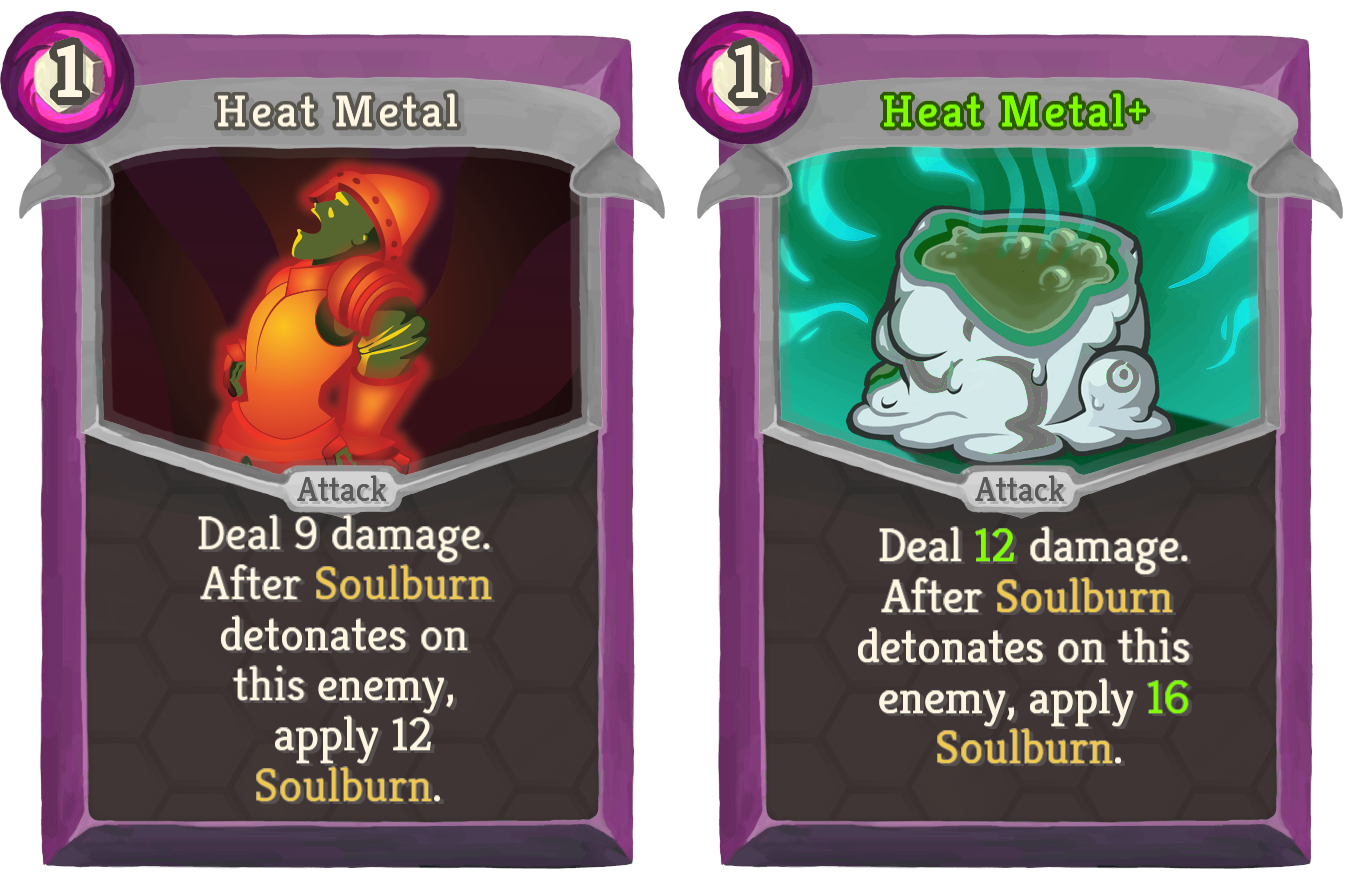 1
Heat Metal
Attack
Deal 9 damage.
After Soulburn
detonates on
this enemy,
apply 12
Soulburn.
1
Heat Metal+
Attack
Deal 12 damage.
After Soulburn
detonates on this
enemy, apply 16
Soulburn.